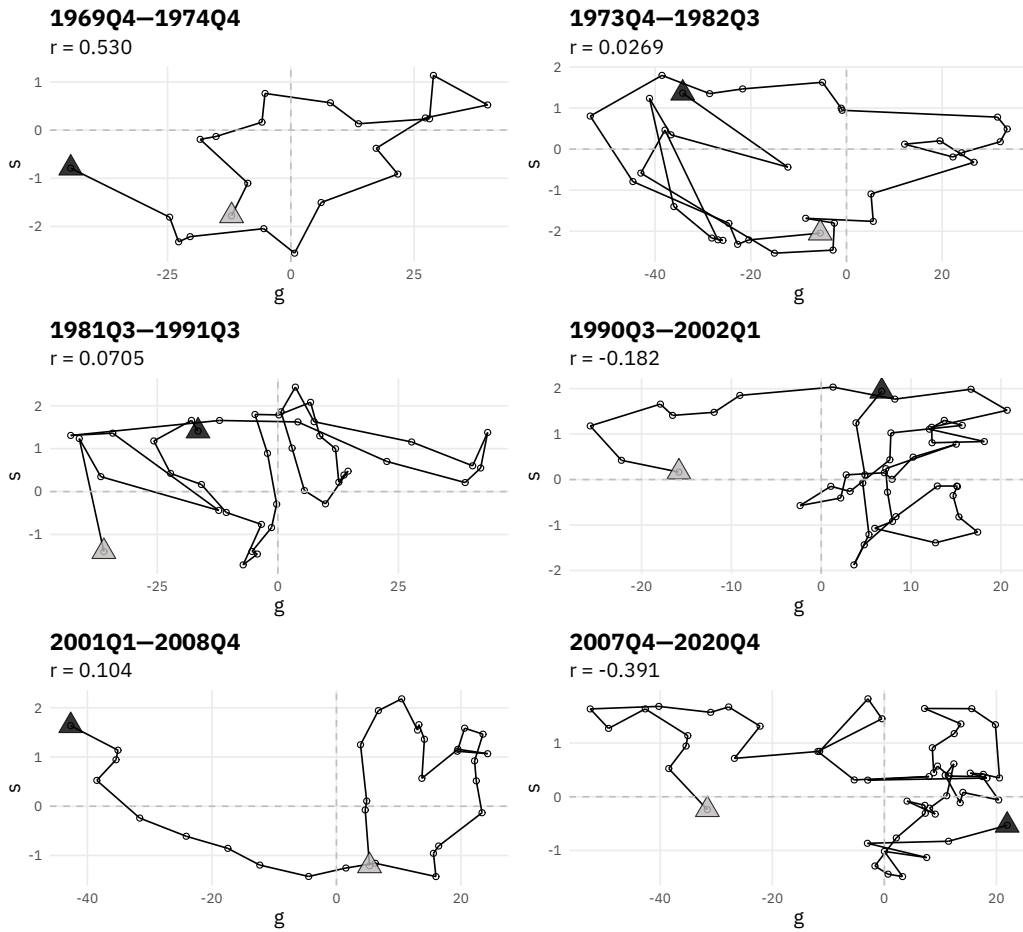 1969Q4—1974Q4
r = 0.530
1
0
-1
-2
s
-25
0
25
g
1973Q4—1982Q3
r = 0.0269
2
1
0
-1
-2
s
-40
-20
0
20
g
1981Q3—1991Q3
r = 0.0705
2
1
0
-1
s
-25
0
25
g
1990Q3—2002Q1
r = -0.182
2
1
0
-1
-2
s
-20
-10
0
10
20
g
2001Q1—2008Q4
r = 0.104
2
1
0
-1
s
-40
-20
0
20
g
2007Q4—2020Q4
r = -0.391
1
0
-1
s
-40
-20
0
20
g